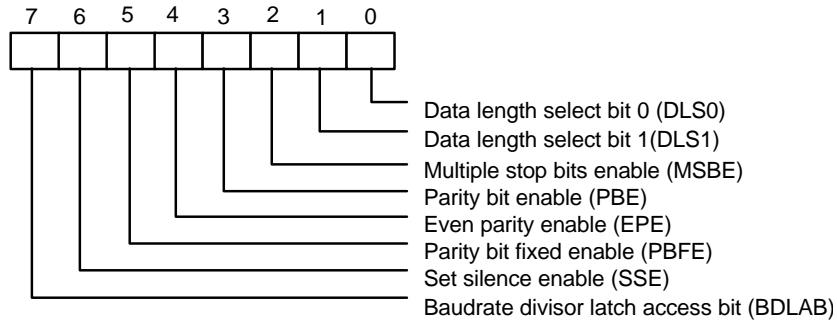 7 6 5 4 3 2 1 0
Data length select bit 0 (DLS0)
Data length select bit 1(DLS1)
Multiple stop bits enable (MSBE)
Parity bit enable (PBE)
Even parity enable (EPE)
Parity bit fixed enable (PBFE)
Set silence enable (SSE)
Baudrate divisor latch access bit (BDLAB)